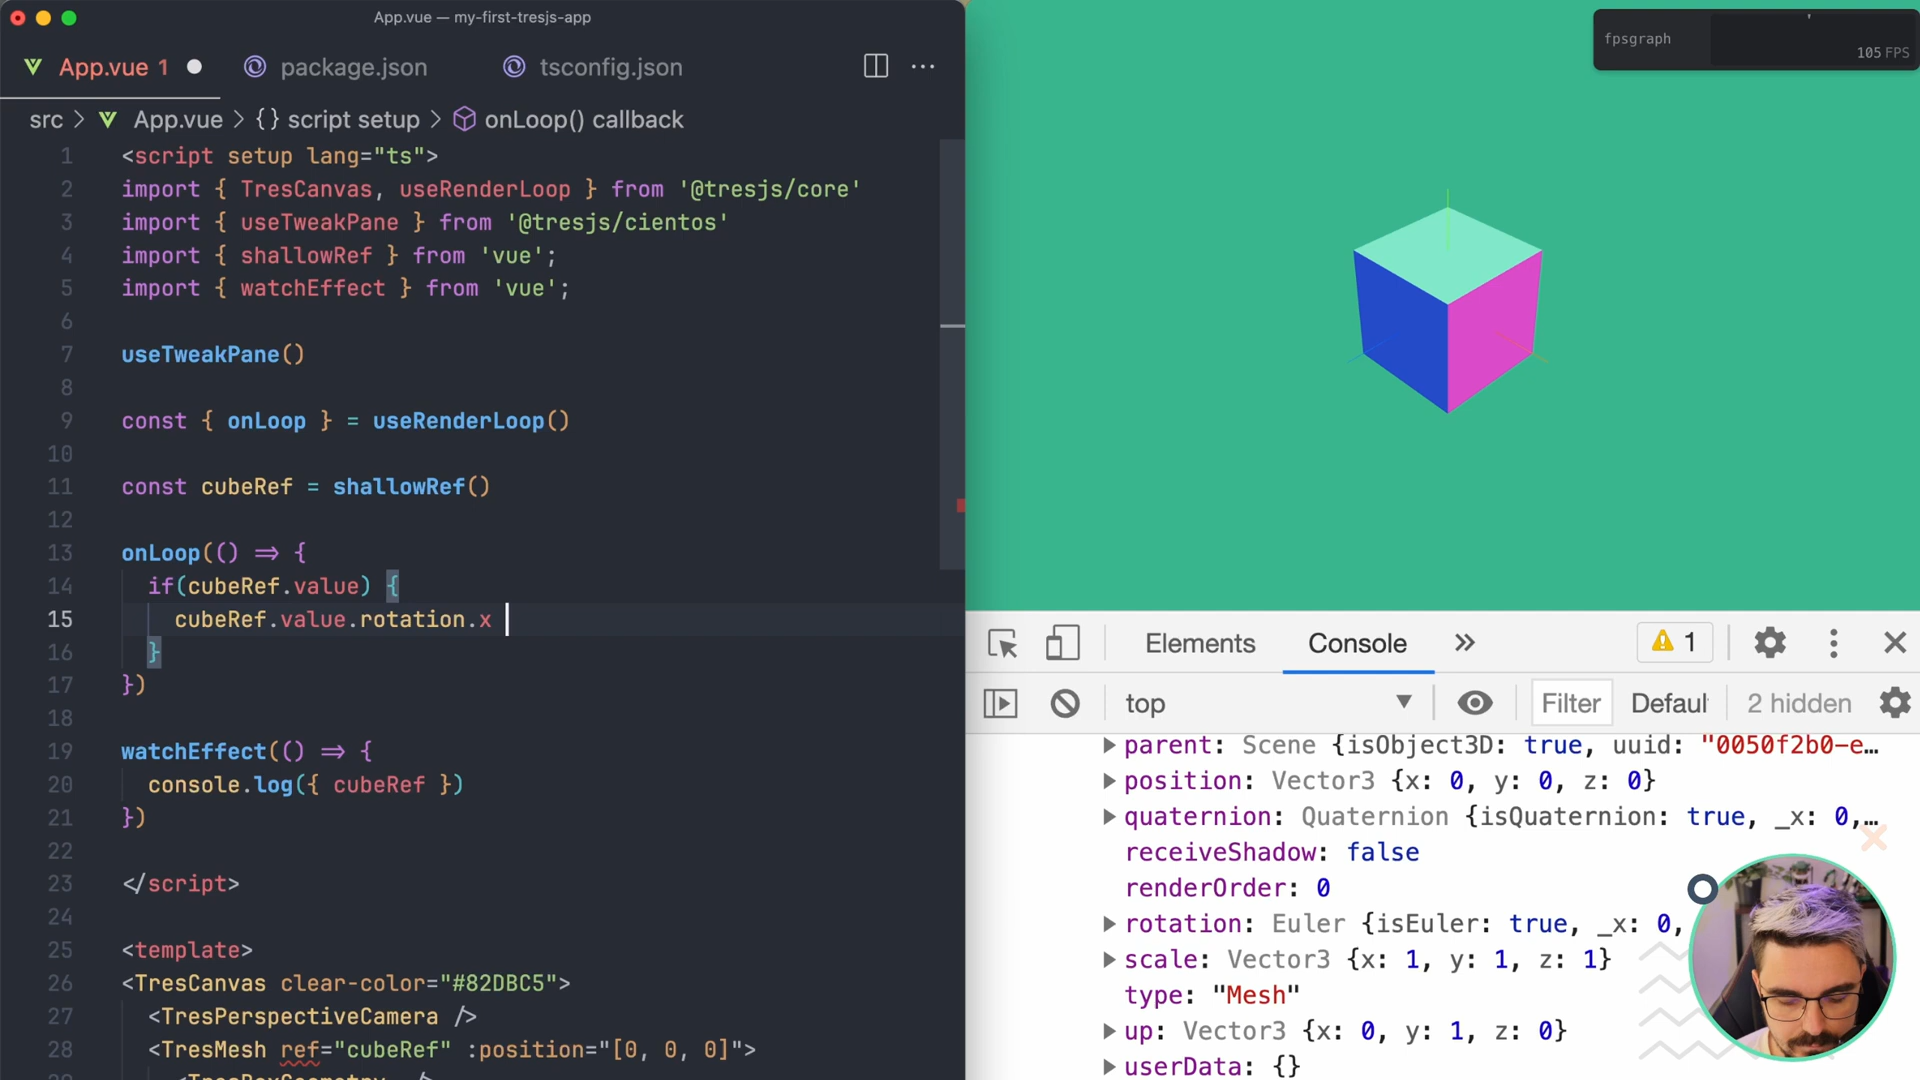 App.vue — my-first-tresjs-app
App.vue 1
package.json
tsconfig.json
src > App.vue > {} script setup > onLoop() callback
1 <script setup lang="ts">
2 import { TresCanvas, useRenderLoop } from '@tresjs/core'
3 import { useTweakPane } from '@tresjs/cientos'
4 import { shallowRef } from 'vue';
5 import { watchEffect } from 'vue';
6
7 useTweakPane()
8
9 const { onLoop } = useRenderLoop()
10
11 const cubeRef = shallowRef()
12
13 onLoop(() => {
14 if(cubeRef.value) {
15 cubeRef.value.rotation.x
16 }
17 })
18
19 watchEffect(() => {
20 console.log({ cubeRef })
21 })
22
23 </script>
24
25 <template>
26 <TresCanvas clear-color="#82DBC5">
27 <TresPerspectiveCamera />
28 <TresMesh ref="cubeRef" :position="[0, 0, 0]">
fpsgraph
105 FPS
Elements
Console
1
top
Filter
Defaul
2 hidden
parent: Scene {isObject3D: true, uuid: "0050f2b0-e…
position: Vector3 {x: 0, y: 0, z: 0}
quaternion: Quaternion {isQuaternion: true, _x: 0,…
receiveShadow: false
renderOrder: 0
rotation: Euler {isEuler: true, _x: 0,
scale: Vector3 {x: 1, y: 1, z: 1}
type: "Mesh"
up: Vector3 {x: 0, y: 1, z: 0}
userData: {}